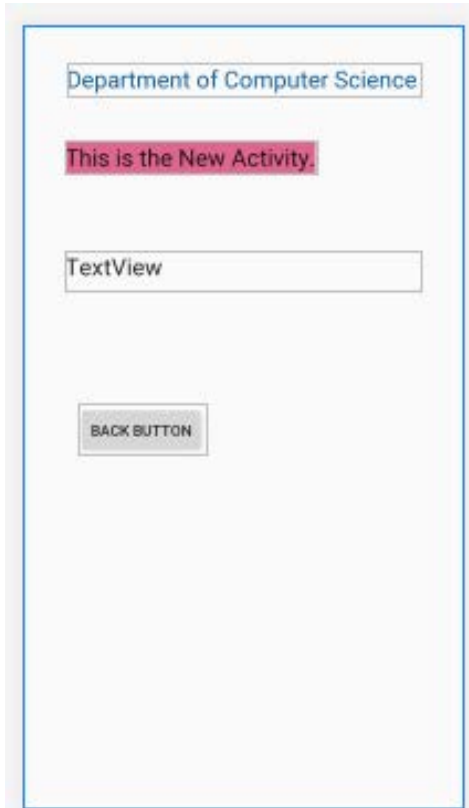 Department of Computer Science
This is the New Activity.
TextView
BACK BUTTON